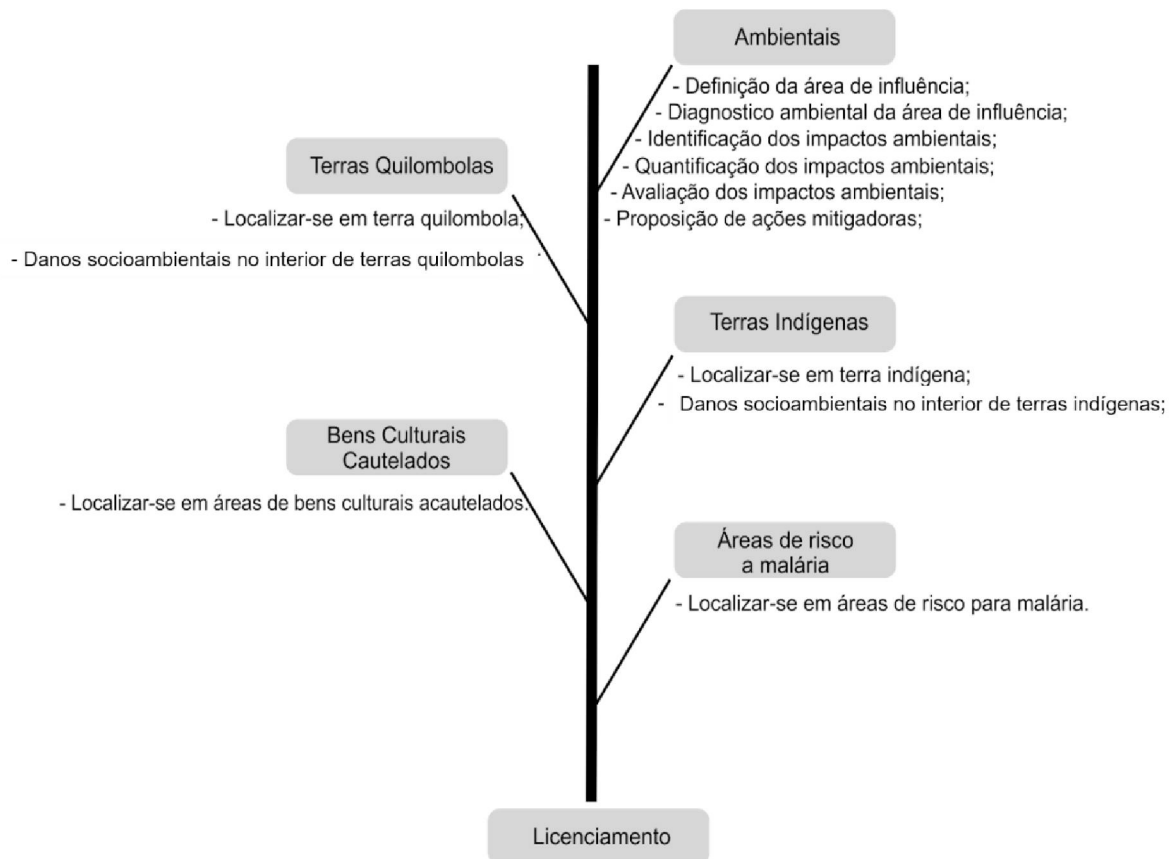 Ambientais
- Definição da área de influência;
- Diagnostico ambiental da área de influência;
- Identificação dos impactos ambientais;
- Quantificação dos impactos ambientais;
- Avaliação dos impactos ambientais;
- Proposição de ações mitigadoras;
Terras Quilombolas
- Localizar-se em terra quilombola;
- Danos socioambientais no interior de terras quilombolas
Terras Indígenas
- Localizar-se em terra indígena;
- Danos socioambientais no interior de terras indígenas;
Bens Culturais
Cautelados
- Localizar-se em áreas de bens culturais acautelados.
Áreas de risco
a malária
- Localizar-se em áreas de risco para malária.
Licenciamento